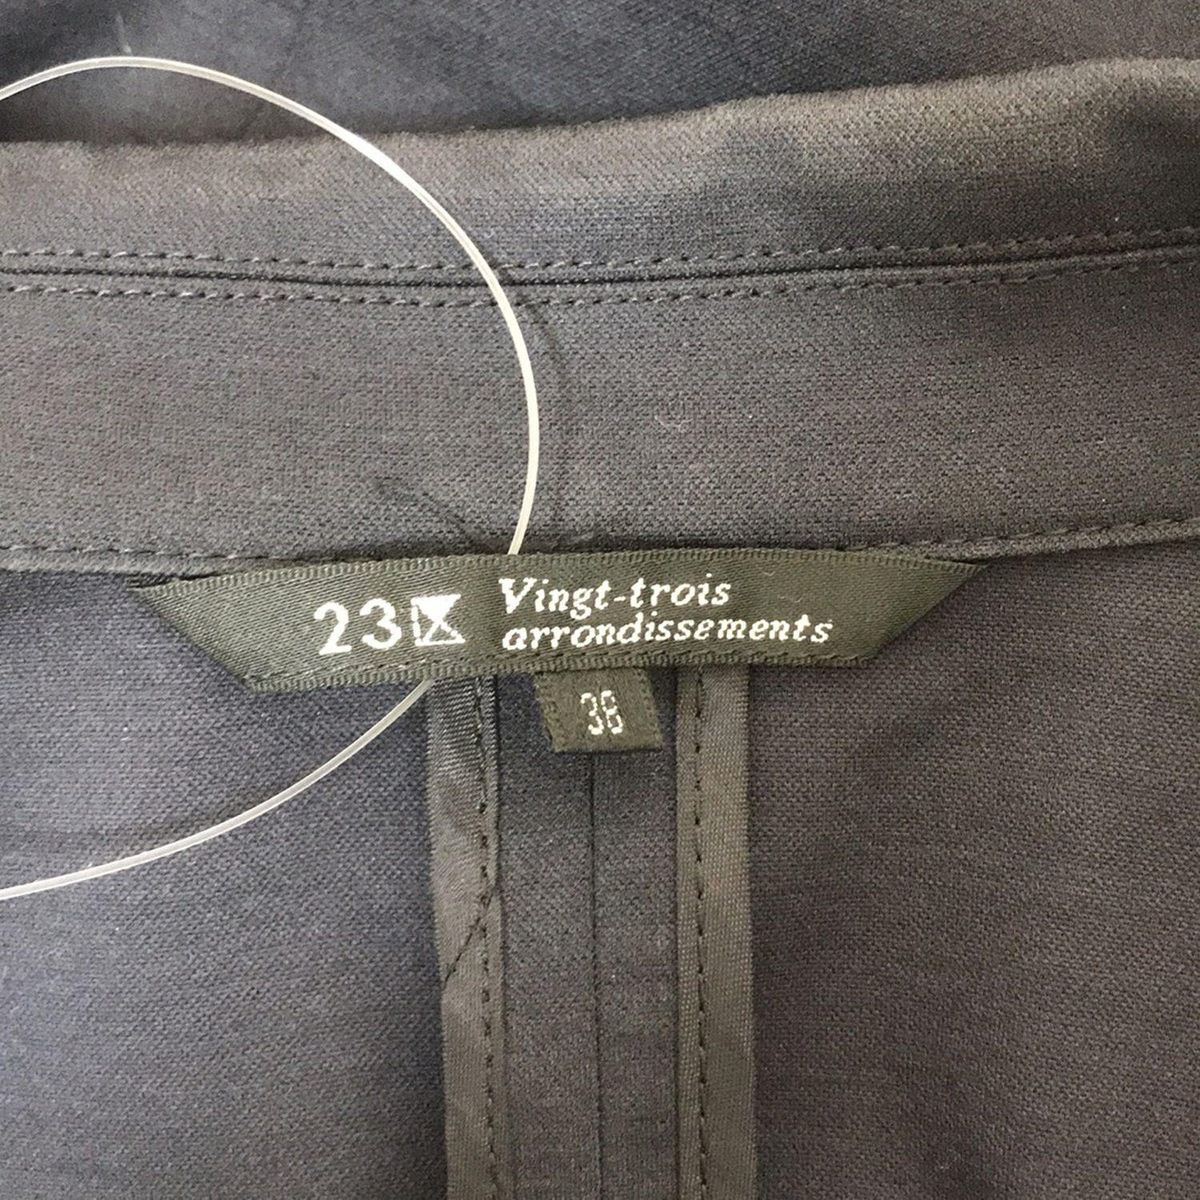 23区 Vingt-trois
arrondissements
38